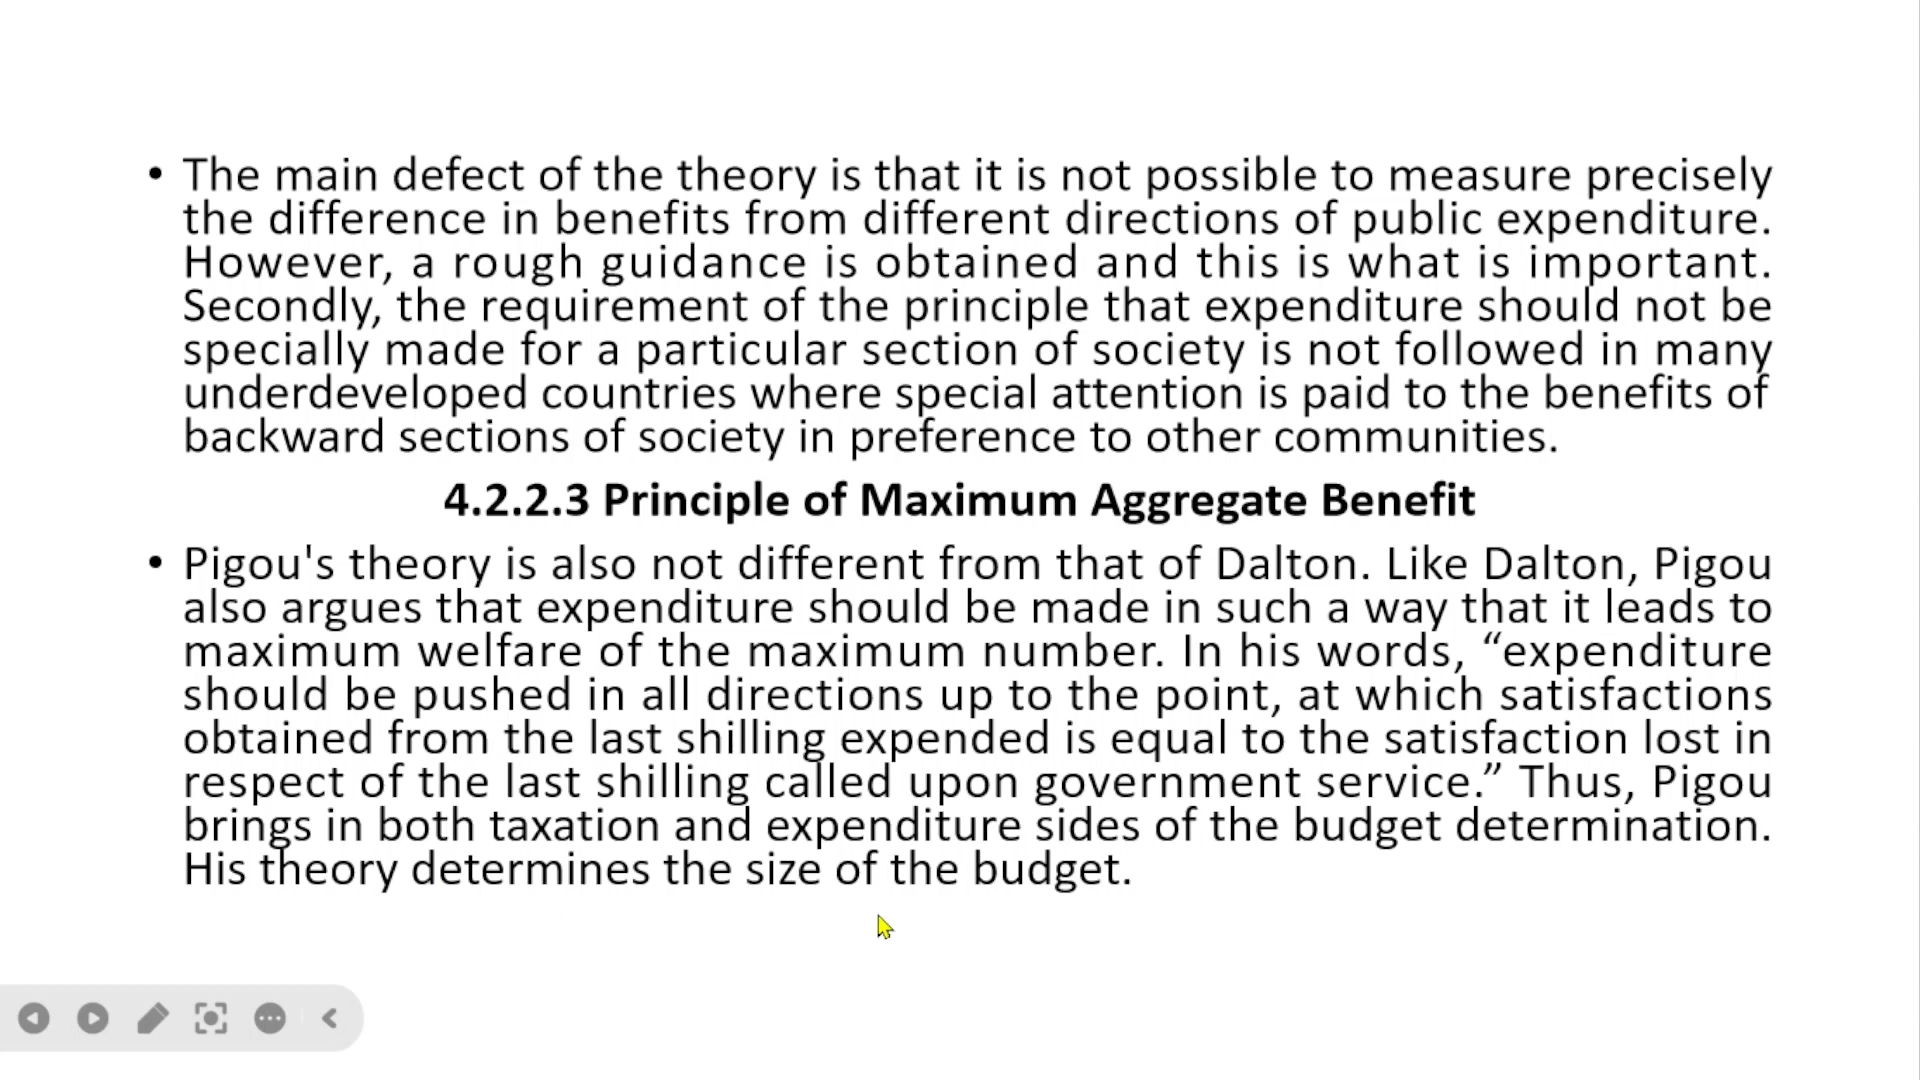 • The main defect of the theory is that it is not possible to measure precisely
the difference in benefits from different directions of public expenditure.
However, a rough guidance is obtained and this is what is important.
Secondly, the requirement of the principle that expenditure should not be
specially made for a particular section of society is not followed in many
underdeveloped countries where special attention is paid to the benefits of
backward sections of society in preference to other communities.
4.2.2.3 Principle of Maximum Aggregate Benefit
• Pigou's theory is also not different from that of Dalton. Like Dalton, Pigou
also argues that expenditure should be made in such a way that it leads to
maximum welfare of the maximum number. In his words, “expenditure
should be pushed in all directions up to the point, at which satisfactions
obtained from the last shilling expended is equal to the satisfaction lost in
respect of the last shilling called upon government service.” Thus, Pigou
brings in both taxation and expenditure sides of the budget determination.
His theory determines the size of the budget.